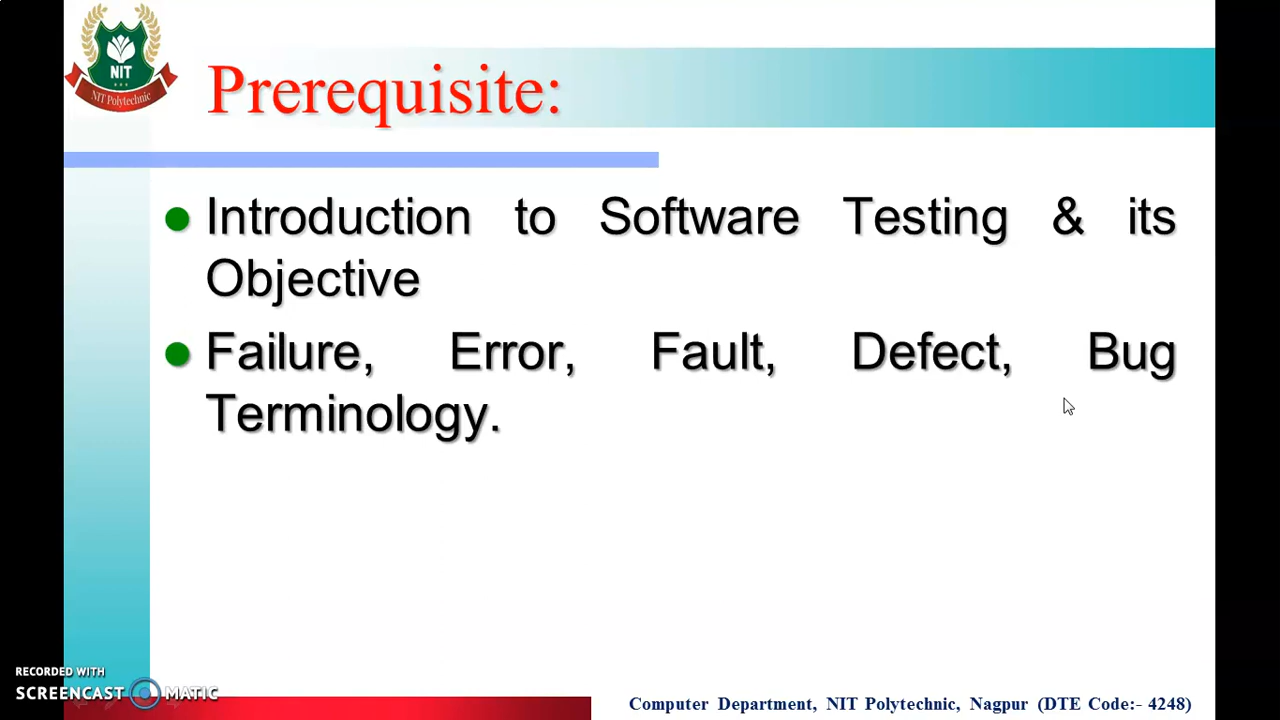 NIT
NIT Polytechnic
Prerequisite:
Introduction to Software Testing & its
Objective
Failure, Error, Fault, Defect, Bug
Terminology.
RECORDED WITH
SCREENCAST MATIC
Computer Department, NIT Polytechnic, Nagpur (DTE Code:- 4248)